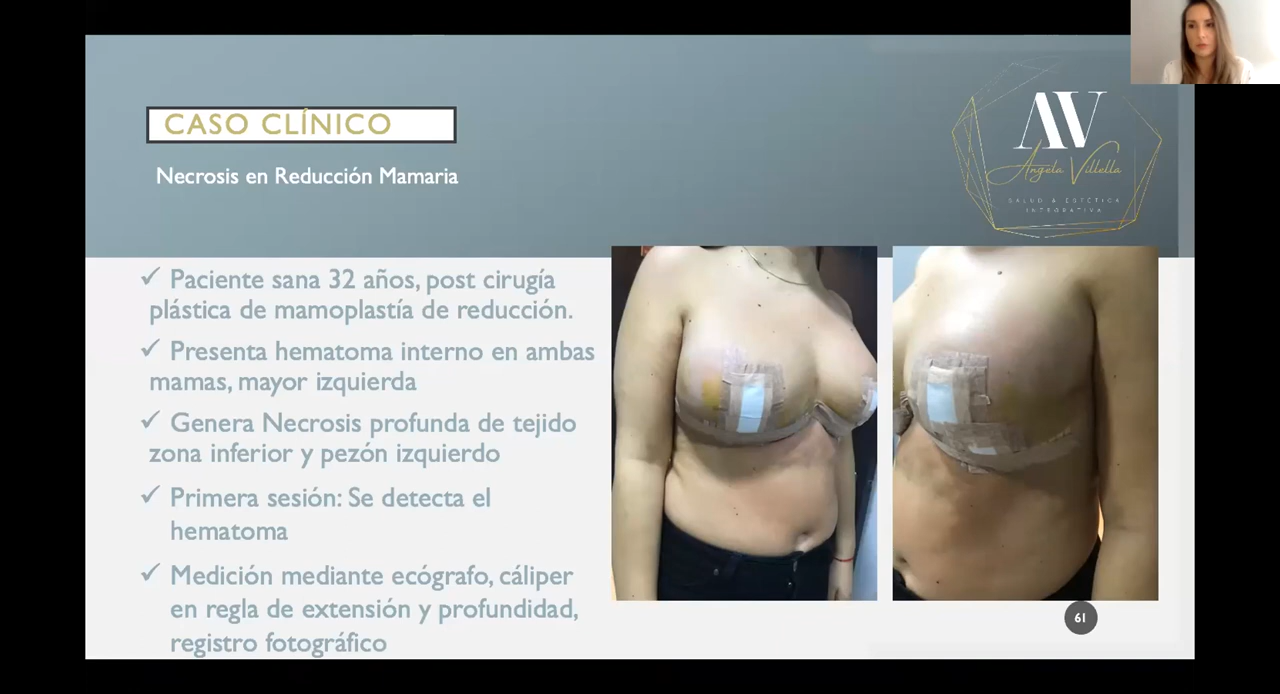 CASO CLÍNICO
Necrosis en Reducción Mamaria
AV
Angela Villella
SALUD & ESTÉTICA
INTEGRATIVA
✓ Paciente sana 32 años, post cirugía
plástica de mamoplastía de reducción.
✓ Presenta hematoma interno en ambas
mamas, mayor izquierda
✓ Genera Necrosis profunda de tejido
zona inferior y pezón izquierdo
✓ Primera sesión: Se detecta el
hematoma
✓ Medición mediante ecógrafo, cáliper
en regla de extensión y profundidad,
registro fotográfico
61